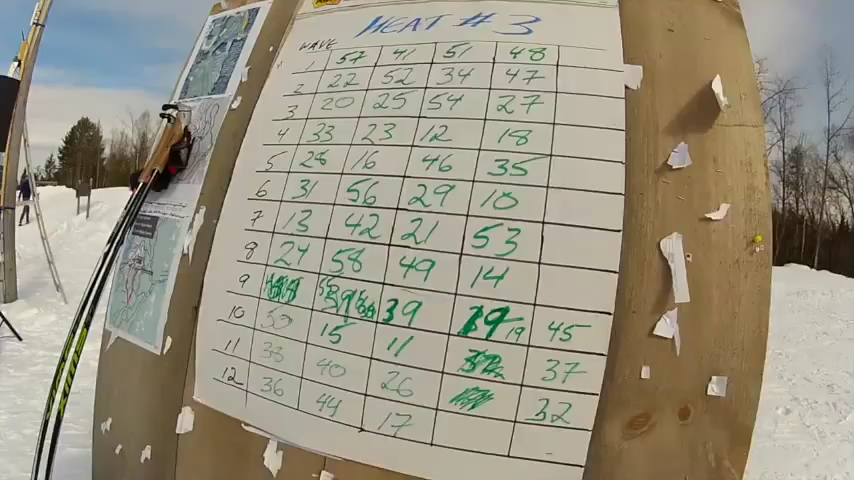 HEAT # 3
WAVE
1 57 41 51 48
2 22 52 34 47
3 20 25 54 27
4 33 23 12 18
5 28 16 46 35
6 31 56 29 10
7 13 42 21 53
8 24 58 49 14
9 39 19 45
10 50 15 11 37
11 38 40 26 32
12 36 44 17